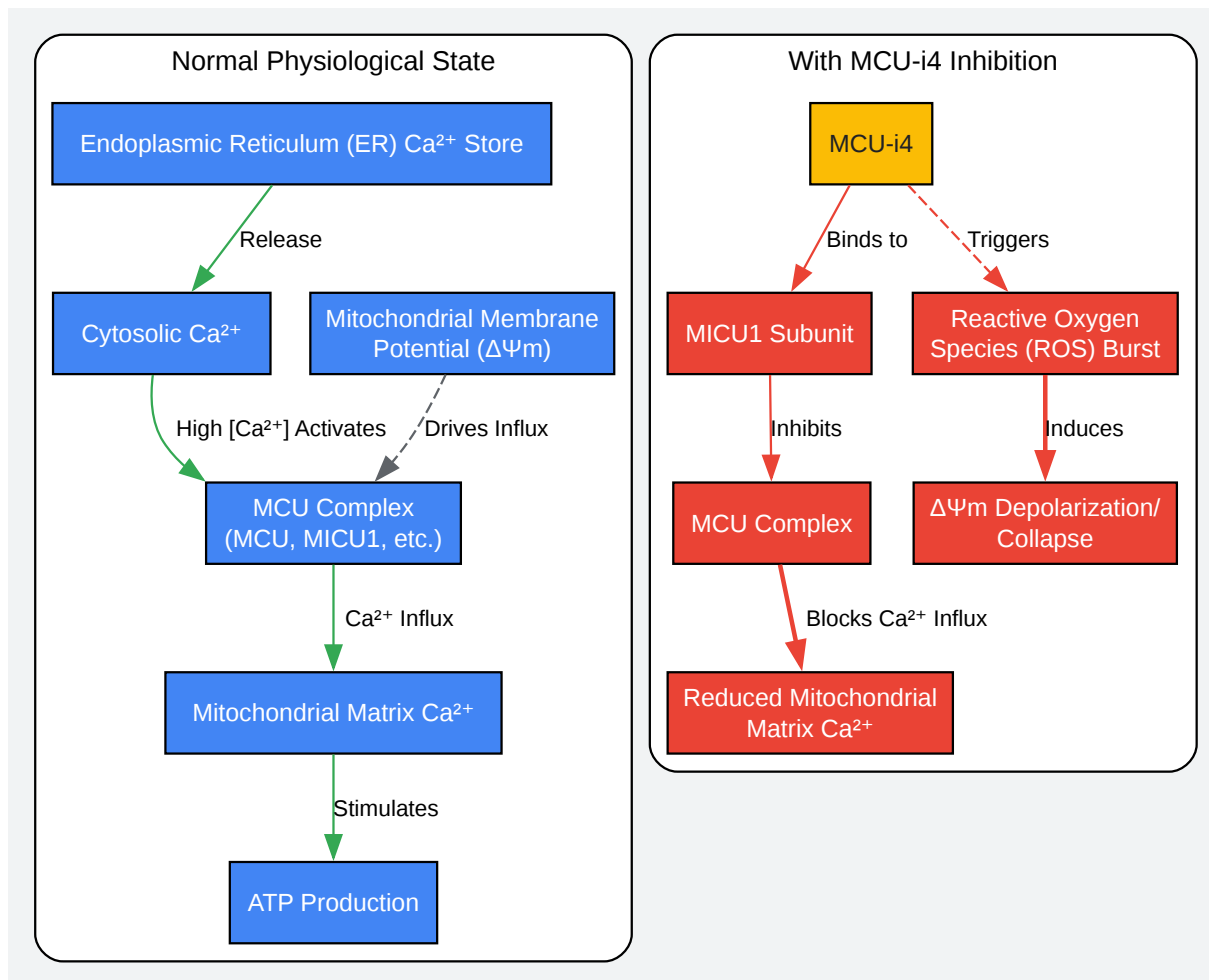 Normal Physiological State
Endoplasmic Reticulum (ER) Ca²⁺ Store
Release
Cytosolic Ca²⁺
Mitochondrial Membrane
Potential (ΔΨm)
High [Ca²⁺] Activates
Drives Influx
MCU Complex
(MCU, MICU1, etc.)
Ca²⁺ Influx
Mitochondrial Matrix Ca²⁺
Stimulates
ATP Production
With MCU-i4 Inhibition
MCU-i4
Binds to
Triggers
MICU1 Subunit
Reactive Oxygen
Species (ROS) Burst
Inhibits
Induces
MCU Complex
ΔΨm Depolarization/
Collapse
Blocks Ca²⁺ Influx
Reduced Mitochondrial
Matrix Ca²⁺